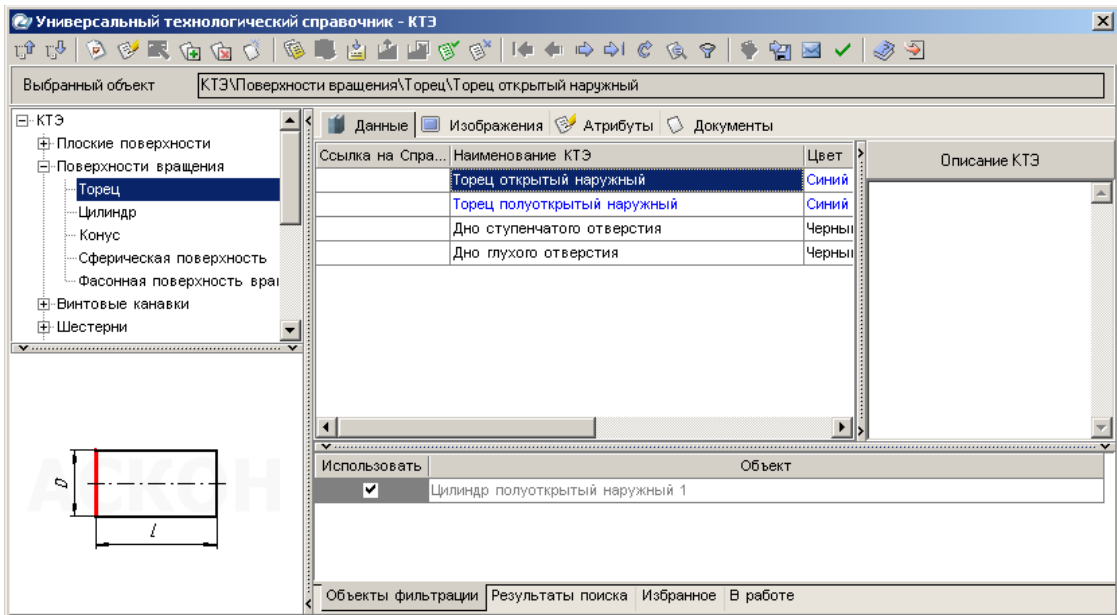 Универсальный технологический справочник - КТЭ
Выбранный объект
КТЭ\Поверхности вращения\Торец\Торец открытый наружный
КТЭ
Плоские поверхности
Поверхности вращения
Торец
Цилиндр
Конус
Сферическая поверхность
Фасонная поверхность вращ
Винтовые канавки
Шестерни
АСКОН
D
l
Данные Изображения Атрибуты Документы
Ссылка на Спра... Наименование КТЭ Цвет
Торец открытый наружный Синий
Торец полуоткрытый наружный Синий
Дно ступенчатого отверстия Черны
Дно глухого отверстия Черны
Описание КТЭ
Использовать Объект
Цилиндр полуоткрытый наружный 1
Объекты фильтрации Результаты поиска Избранное В работе